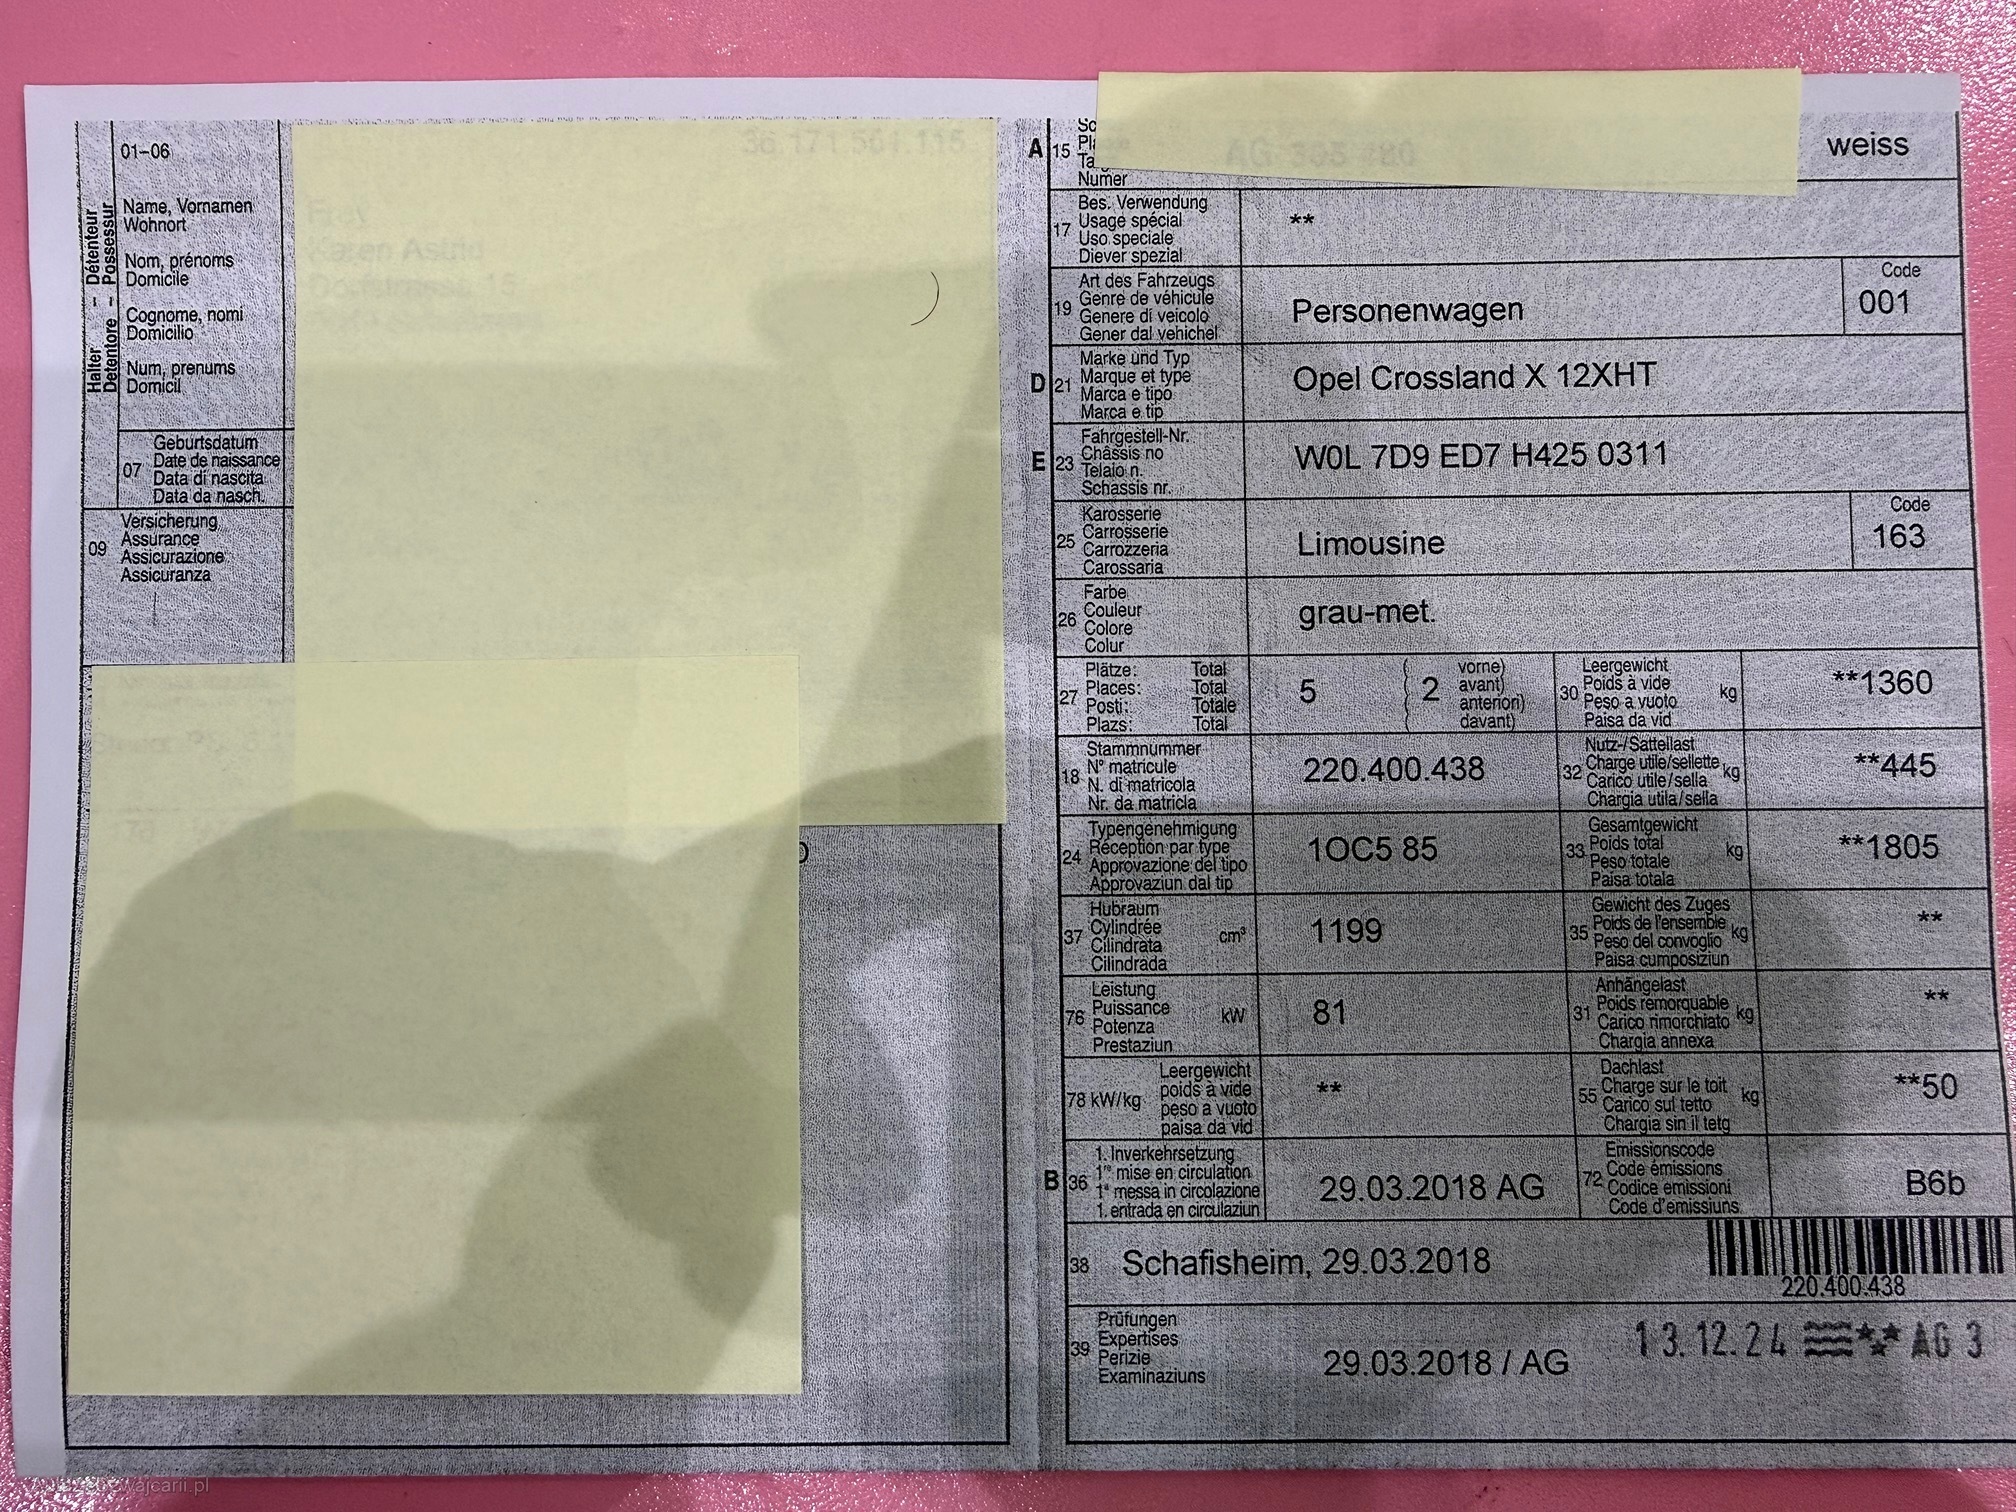 01-06
Halter - Détenteur
Detentore - Possessur
Name, Vornamen
Wohnort
Nom, prénoms
Domicile
Cognome, nomi
Domicilio
Num, prenums
Domicil
07
Geburtsdatum
Date de naissance
Data di nascita
Data da nasch.
09
Versicherung
Assurance
Assicurazione
Assicuranza
A 15
Numer
weiss
17
Bes. Verwendung
Usage spécial
Uso speciale
Diever spezial
**
19
Art des Fahrzeugs
Genre de véhicule
Genere di veicolo
Gener dal vehichel
Personenwagen
Code
001
D 21
Marke und Typ
Marque et type
Marca e tipo
Marca e tip
Opel Crossland X 12XHT
E 23
Fahrgestell-Nr.
Châssis no
Telaio n.
Schassis nr.
W0L 7D9 ED7 H425 0311
25
Karosserie
Carrosserie
Carrozzeria
Carossaria
Limousine
Code
163
26
Farbe
Couleur
Colore
Colur
grau-met.
27
Plätze: Total
Places: Total
Posti: Totale
Plazs: Total
5 ( 2
vorne)
avant)
anteriori)
davant)
30
Leergewicht
Poids à vide
Peso a vuoto
Paisa da vid
kg
**1360
18
Stammnummer
N° matricule
N. di matricola
Nr. da matricla
220.400.438
32
Nutz-/Sattellast
Charge utile/sellette
Carico utile/sella
Chargia utila/sella
kg
**445
24
Typengenehmigung
Réception par type
Approvazione del tipo
Approvaziun dal tip
1OC5 85
33
Gesamtgewicht
Poids total
Peso totale
Paisa totala
kg
**1805
37
Hubraum
Cylindrée
Cilindrata
Cilindrada
cm³
1199
35
Gewicht des Zuges
Poids de l'ensemble
Peso del convoglio
Paisa cumposiziun
kg
**
76
Leistung
Puissance
Potenza
Prestaziun
kW
81
31
Anhängelast
Poids remorquable
Carico rimorchiato
Chargia annexa
kg
**
78 kW/kg
Leergewicht
poids à vide
peso a vuoto
paisa da vid
**
55
Dachlast
Charge sur le toit
Carico sul tetto
Chargia sin il tetg
kg
**50
B 36
1. Inverkehrsetzung
1re mise en circulation
1a messa in circolazione
1. entrada en circulaziun
29.03.2018 AG
72
Emissionscode
Code émissions
Codice emissioni
Code d'emissiuns
B6b
38
Schafisheim, 29.03.2018
220.400.438
39
Prüfungen
Expertises
Perizie
Examinaziuns
29.03.2018 / AG
13.12.24 AG 3